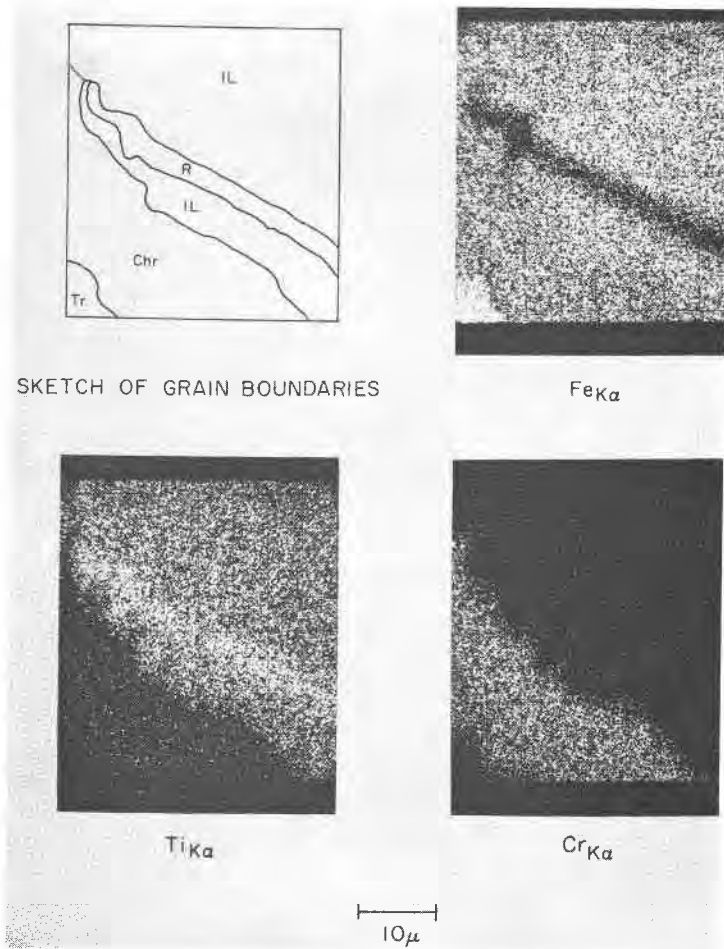 IL
R
IL
Chr
Tr
SKETCH OF GRAIN BOUNDARIES
FeKα
TiKα
CrKα
10μ